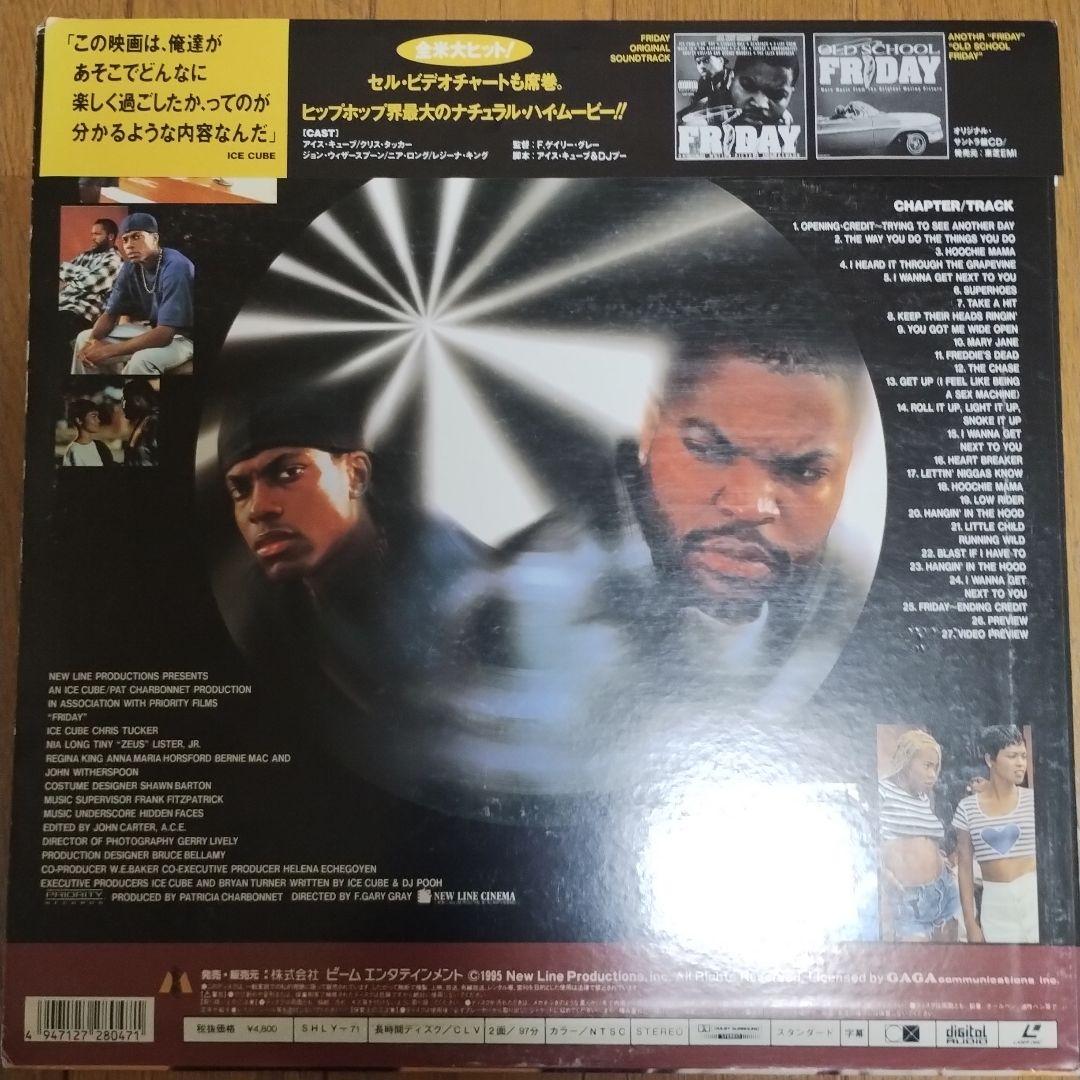 「この映画は、俺達が
あそこでどんなに
楽しく過ごしたか、ってのが
分かるような内容なんだ」
ICE CUBE
全米大ヒット!
セル・ビデオチャートも席巻。
ヒップホップ界最大のナチュラル・ハイ・ムービー!!
[CAST]
アイス・キューブ/クリス・タッカー
ジョン・ウィザースプーン/ニア・ロング/レジーナ・キング
監督:F.ゲイリー・グレー
脚本:アイス・キューブ&DJプー
FRIDAY
ORIGINAL
SOUNDTRACK
FRIDAY
OLD SCHOOL
FRIDAY
More Music from the Original Motion Picture
ANOTHR "FRIDAY"
"OLD SCHOOL
FRIDAY"
オリジナル・
サントラ盤CD/
発売元:東芝EMI
CHAPTER/TRACK
1. OPENING-CREDIT~TRYING TO SEE ANOTHER DAY
2. THE WAY YOU DO THE THINGS YOU DO
3. HOOCHIE MAMA
4. I HEARD IT THROUGH THE GRAPEVINE
5. I WANNA GET NEXT TO YOU
6. SUPERHOES
7. TAKE A HIT
8. KEEP THEIR HEADS RINGIN'
9. YOU GOT ME WIDE OPEN
10. MARY JANE
11. FREDDIE'S DEAD
12. THE CHASE
13. GET UP (I FEEL LIKE BEING
A SEX MACHINE)
14. ROLL IT UP, LIGHT IT UP,
SNOKE IT UP
15. I WANNA GET
NEXT TO YOU
16. HEART BREAKER
17. LETTIN' NIGGAS KNOW
18. HOOCHIE MAMA
19. LOW RIDER
20. HANGIN' IN THE HOOD
21. LITTLE CHILD
RUNNING WILD
22. BLAST IF I HAVE TO
23. HANGIN' IN THE HOOD
24. I WANNA GET
NEXT TO YOU
25. FRIDAY~ENDING CREDIT
26. PREVIEW
27. VIDEO PREVIEW
NEW LINE PRODUCTIONS PRESENTS
AN ICE CUBE/PAT CHARBONNET PRODUCTION
IN ASSOCIATION WITH PRIORITY FILMS
"FRIDAY"
ICE CUBE CHRIS TUCKER
NIA LONG TINY "ZEUS" LISTER, JR.
REGINA KING ANNA MARIA HORSFORD BERNIE MAC AND
JOHN WITHERSPOON
COSTUME DESIGNER SHAWN BARTON
MUSIC SUPERVISOR FRANK FITZPATRICK
MUSIC UNDERSCORE HIDDEN FACES
EDITED BY JOHN CARTER, A.C.E.
DIRECTOR OF PHOTOGRAPHY GERRY LIVELY
PRODUCTION DESIGNER BRUCE BELLAMY
CO-PRODUCER W.E.BAKER CO-EXECUTIVE PRODUCER HELENA ECHEGOYEN
EXECUTIVE PRODUCERS ICE CUBE AND BRYAN TURNER WRITTEN BY ICE CUBE & DJ POOH
PRIORITY RECORDS PRODUCED BY PATRICIA CHARBONNET DIRECTED BY F.GARY GRAY NEW LINE CINEMA
発売・販売元:株式会社 ビーム エンタテインメント ©1995 New Line Productions, inc. All Rights Reserved. Licensed by GAGA communications inc.
4 947127 280471
税抜価格 ¥4,800 SHLY-71 長時間ディスク/CLV 2面/97分 カラー/NTSC STEREO DOLBY SURROUND スタンダード 字幕 CX digital AUDIO